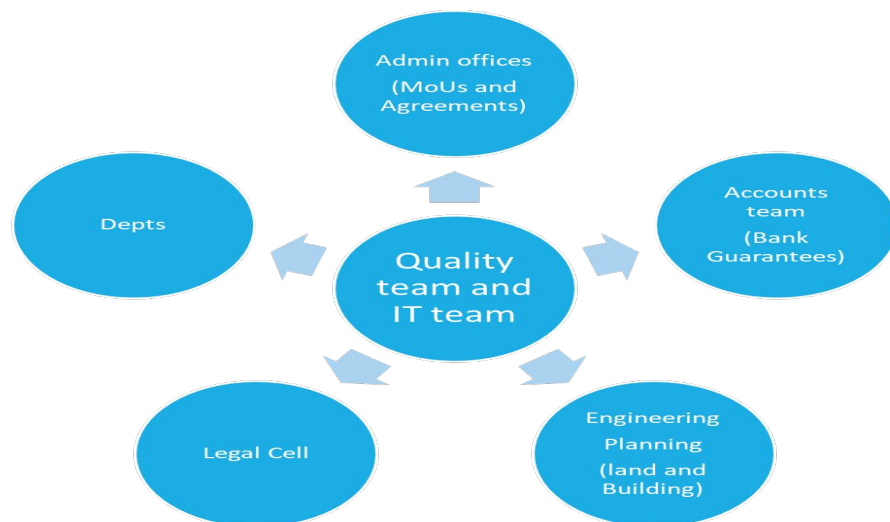 Admin offices
(MoUs and
Agreements)
Depts
Accounts
team
(Bank
Guarantees)
Quality
team and
IT team
Legal Cell
Engineering
Planning
(land and
Building)